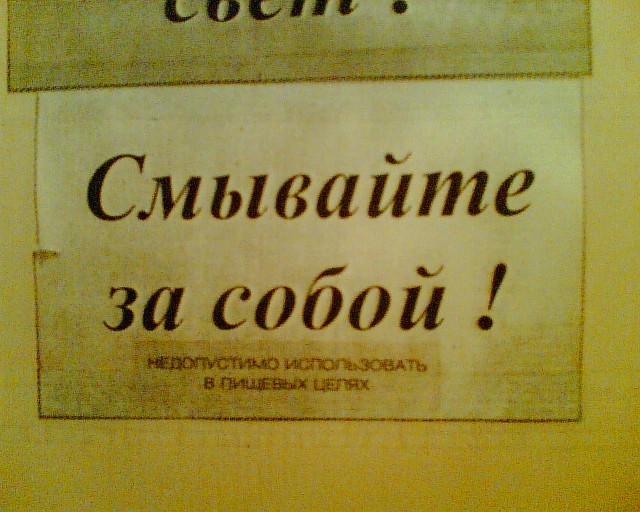 свет !
Смывайте
за собой !
НЕДОПУСТИМО ИСПОЛЬЗОВАТЬ
В ПИЩЕВЫХ ЦЕЛЯХ